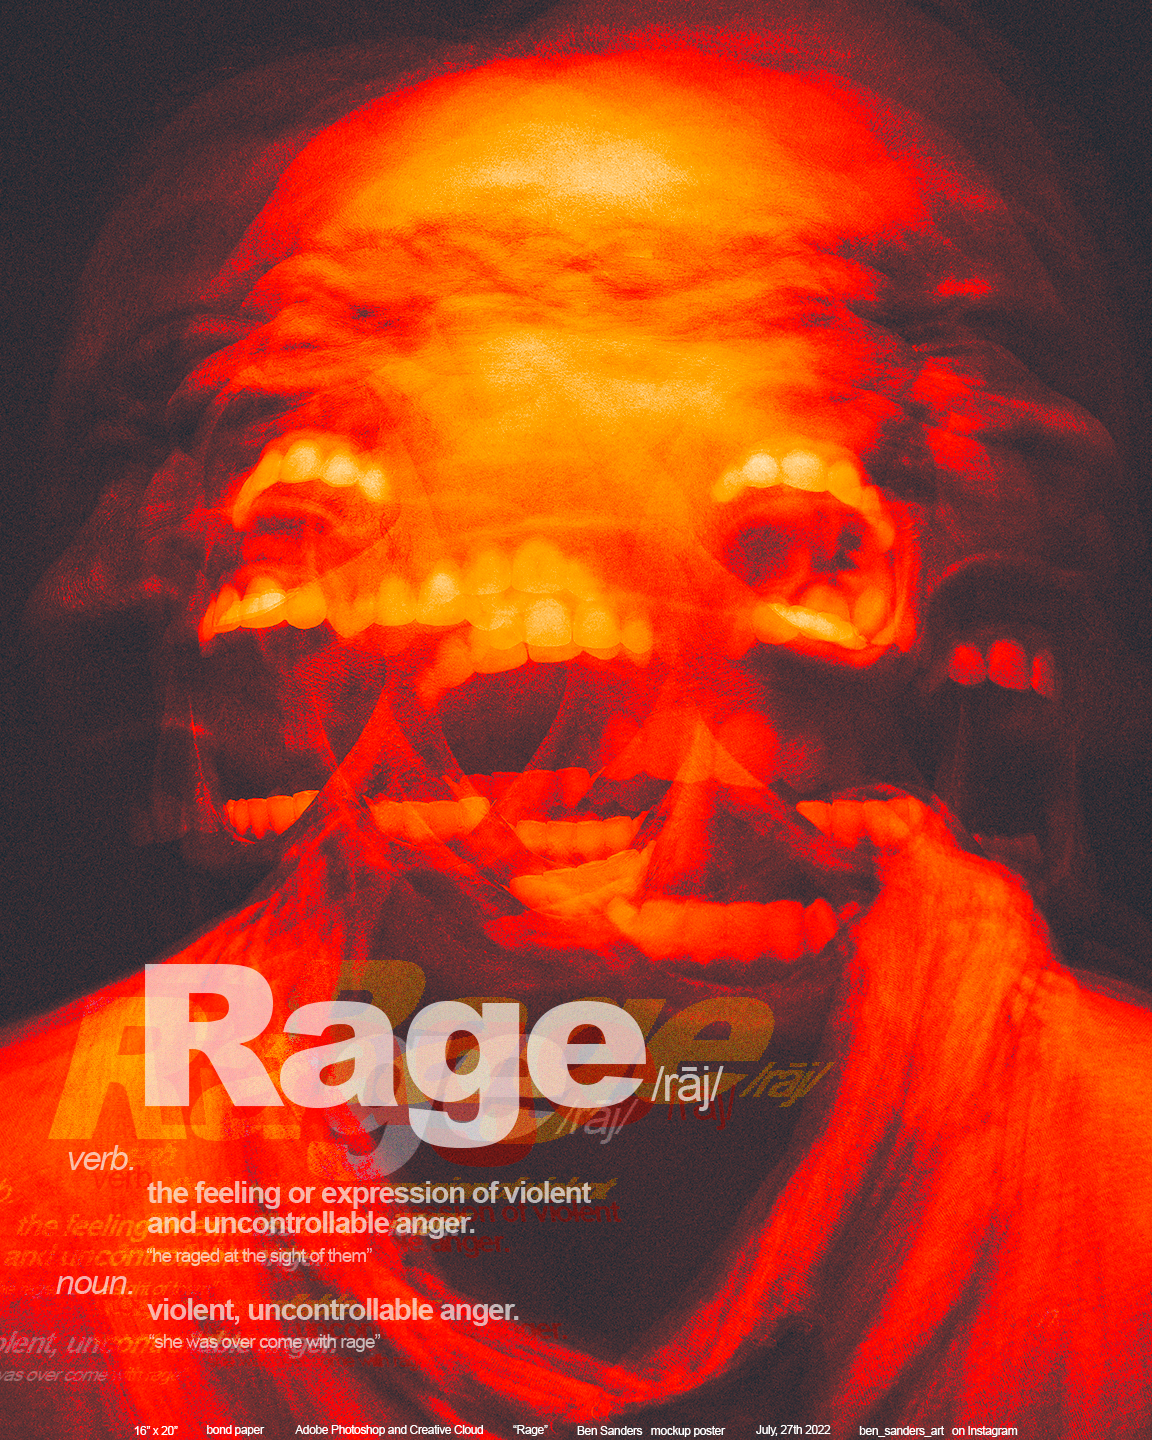 Rage /rāj/
verb.
the feeling or expression of violent
and uncontrollable anger.
“he raged at the sight of them”
noun.
violent, uncontrollable anger.
“she was over come with rage”
16” x 20” bond paper Adobe Photoshop and Creative Cloud “Rage” Ben Sanders mockup poster July, 27th 2022 ben_sanders_art on Instagram